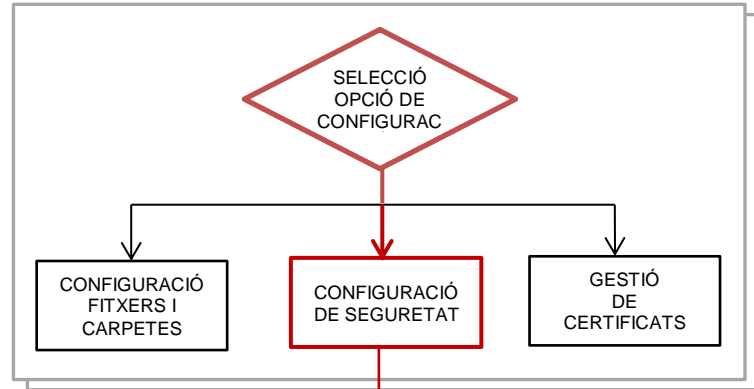 SELECCIÓ
OPCIÓ DE
CONFIGURAC
CONFIGURACIÓ
FITXERS I
CARPETES
CONFIGURACIÓ
DE SEGURETAT
GESTIÓ
DE
CERTIFICATS